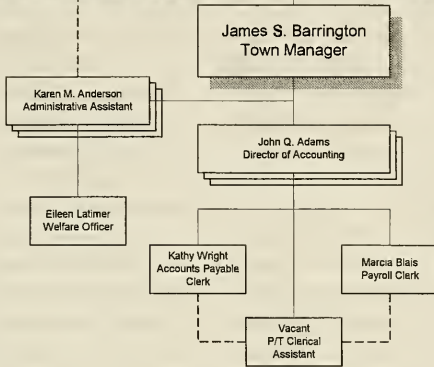 James S. Barrington
Town Manager
Karen M. Anderson
Administrative Assistant
John Q. Adams
Director of Accounting
Eileen Latimer
Welfare Officer
Kathy Wright
Accounts Payable
Clerk
Marcia Blais
Payroll Clerk
Vacant
P/T Clerical
Assistant